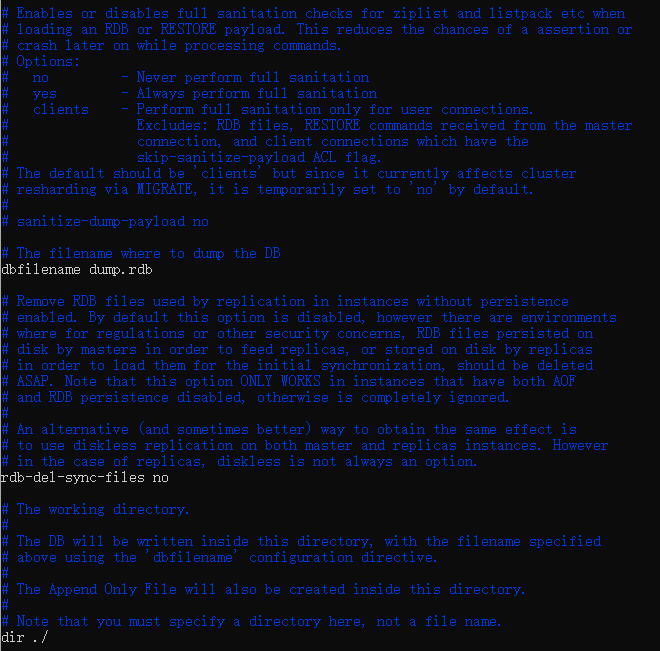 # Enables or disables full sanitation checks for ziplist and listpack etc when
# loading an RDB or RESTORE payload. This reduces the chances of a assertion or
# crash later on while processing commands.
# Options:
#   no         - Never perform full sanitation
#   yes        - Always perform full sanitation
#   clients    - Perform full sanitation only for user connections.
#                Excludes: RDB files, RESTORE commands received from the master
#                connection, and client connections which have the
#                skip-sanitize-payload ACL flag.
# The default should be 'clients' but since it currently affects cluster
# resharding via MIGRATE, it is temporarily set to 'no' by default.
#
# sanitize-dump-payload no

# The filename where to dump the DB
dbfilename dump.rdb

# Remove RDB files used by replication in instances without persistence
# enabled. By default this option is disabled, however there are environments
# where for regulations or other security concerns, RDB files persisted on
# disk by masters in order to feed replicas, or stored on disk by replicas
# in order to load them for the initial synchronization, should be deleted
# ASAP. Note that this option ONLY WORKS in instances that have both AOF
# and RDB persistence disabled, otherwise is completely ignored.
#
# An alternative (and sometimes better) way to obtain the same effect is
# to use diskless replication on both master and replicas instances. However
# in the case of replicas, diskless is not always an option.
rdb-del-sync-files no

# The working directory.
#
# The DB will be written inside this directory, with the filename specified
# above using the 'dbfilename' configuration directive.
#
# The Append Only File will also be created inside this directory.
#
# Note that you must specify a directory here, not a file name.
dir ./